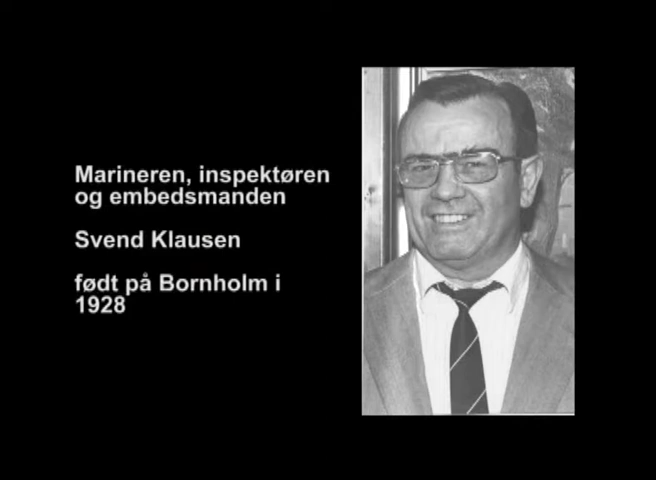 Marineren, inspektøren
og embedsmanden
Svend Klausen
født på Bornholm i
1928